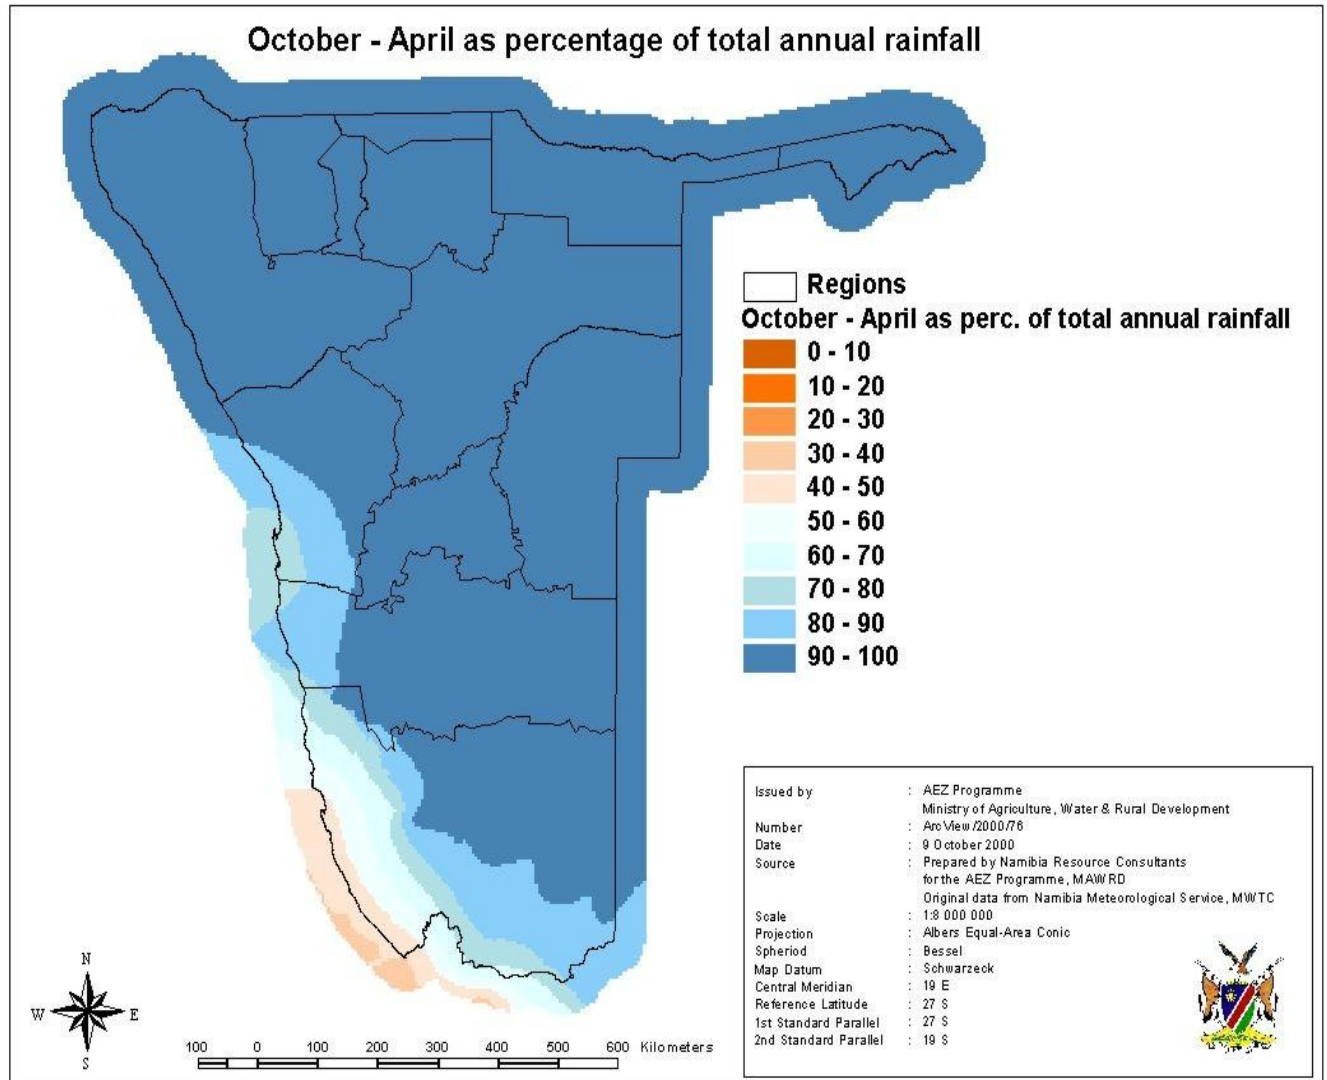 October - April as percentage of total annual rainfall
Regions
October - April as perc. of total annual rainfall
0 - 10
10 - 20
20 - 30
30 - 40
40 - 50
50 - 60
60 - 70
70 - 80
80 - 90
90 - 100
Issued by : AEZ Programme
Ministry of Agriculture, Water & Rural Development
Number : ArcView/2000/76
Date : 9 October 2000
Source : Prepared by Namibia Resource Consultants
for the AEZ Programme, MAWRD
Original data from Namibia Meteorological Service, MWTC
Scale : 1:8 000 000
Projection : Albers Equal-Area Conic
Spheriod : Bessel
Map Datum : Schwarzeck
Central Meridian : 19 E
Reference Latitude : 27 S
1st Standard Parallel : 27 S
2nd Standard Parallel : 19 S
N
W E
S
100 0 100 200 300 400 500 600 Kilometers